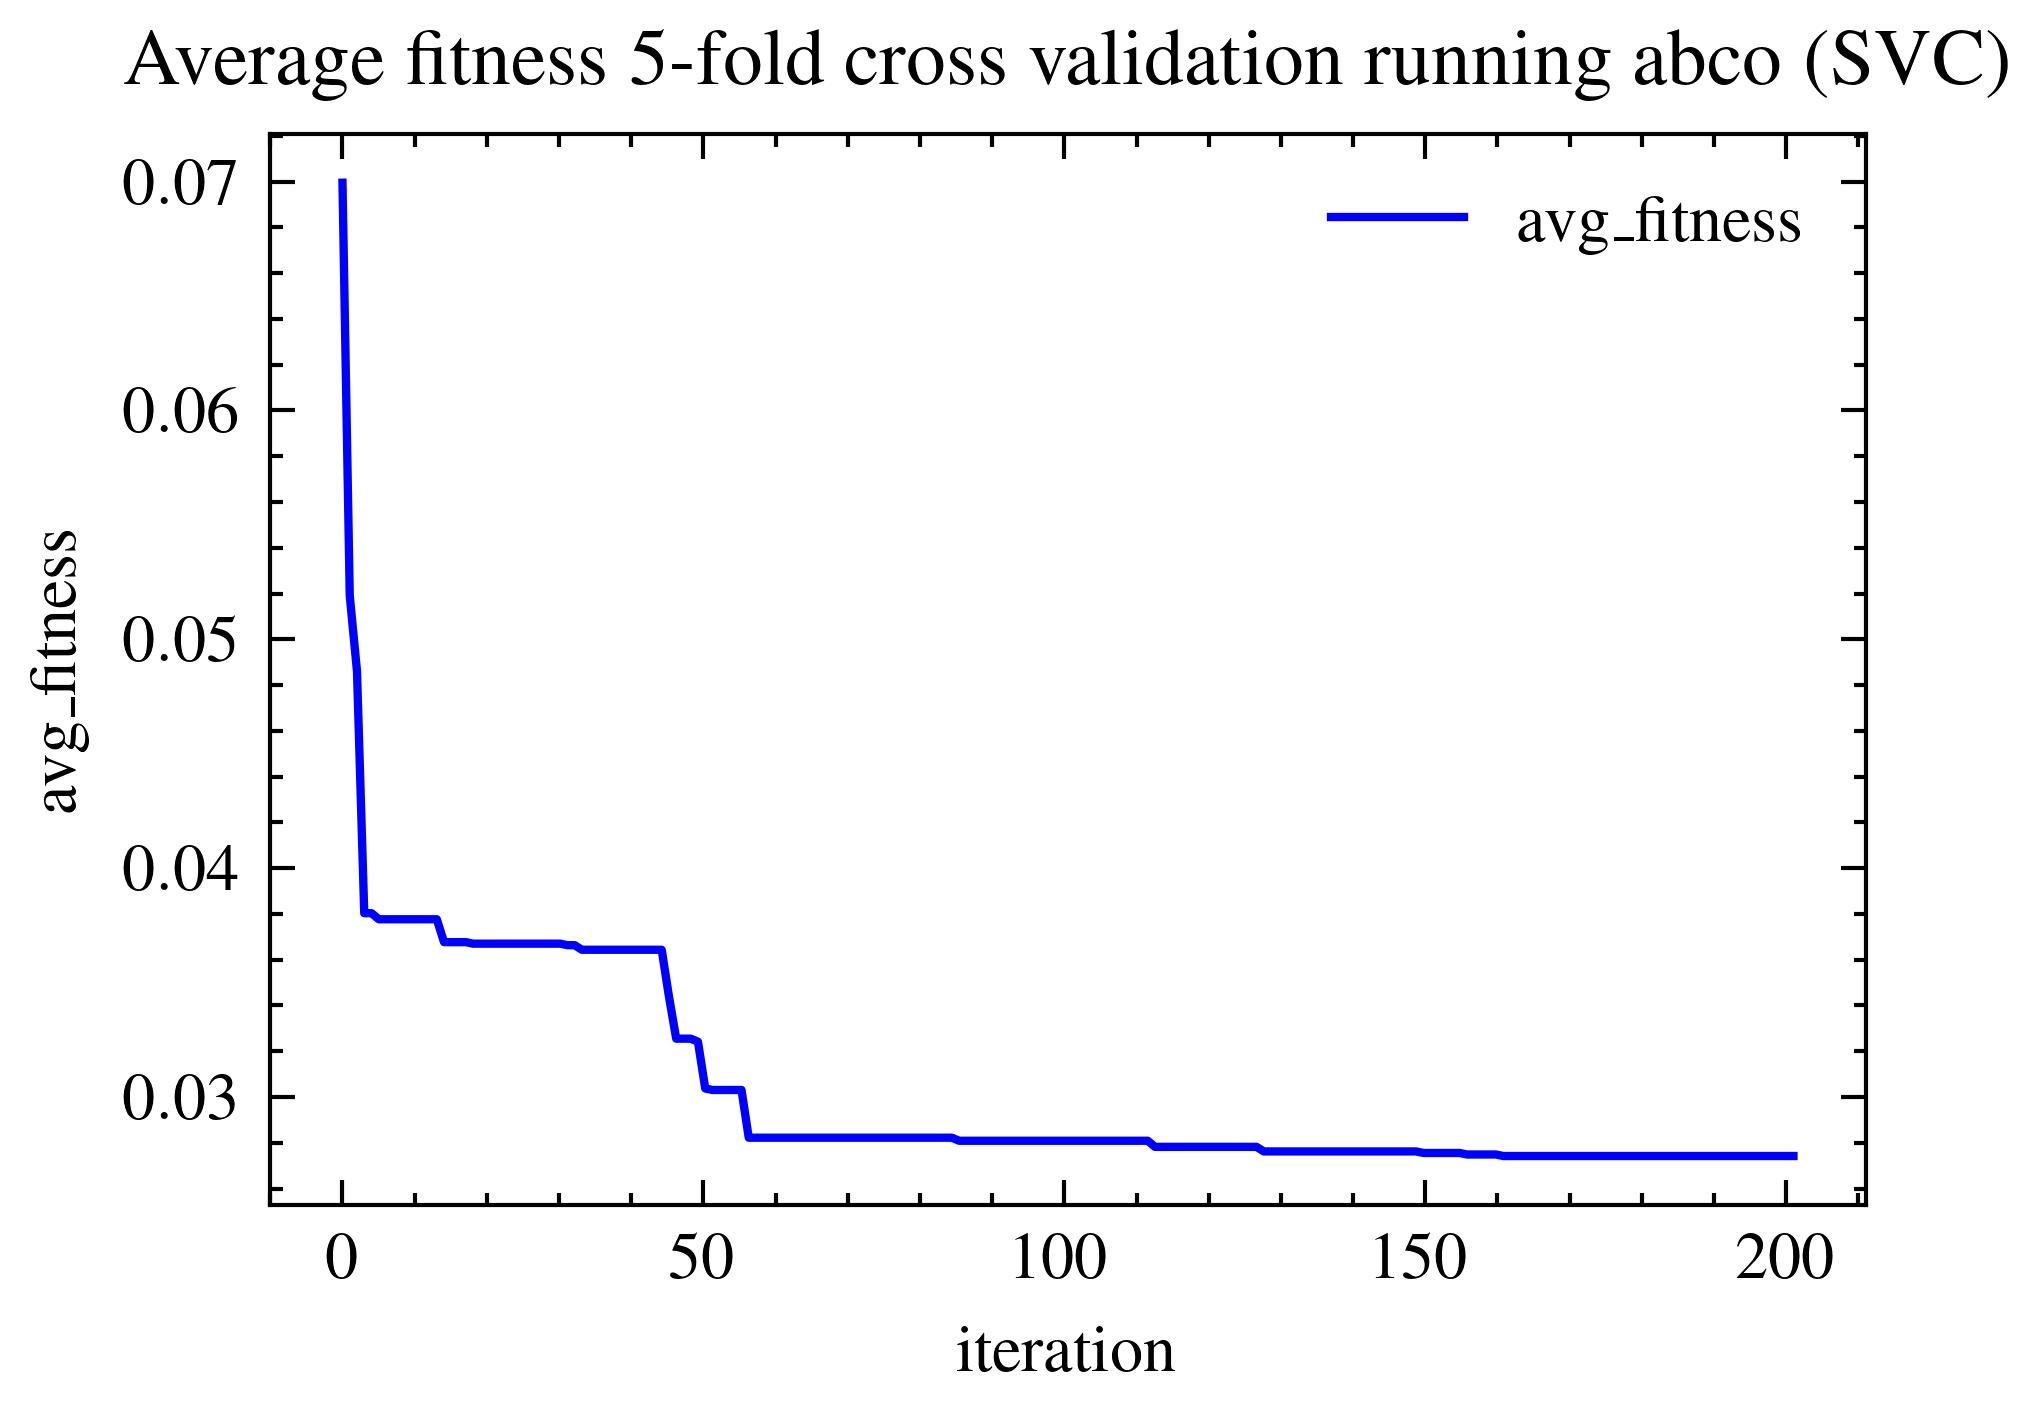 Average fitness 5-fold cross validation running abco (SVC)
avg_fitness
0.07
0.06
0.05
0.04
0.03
avg_fitness
0 50 100 150 200
iteration